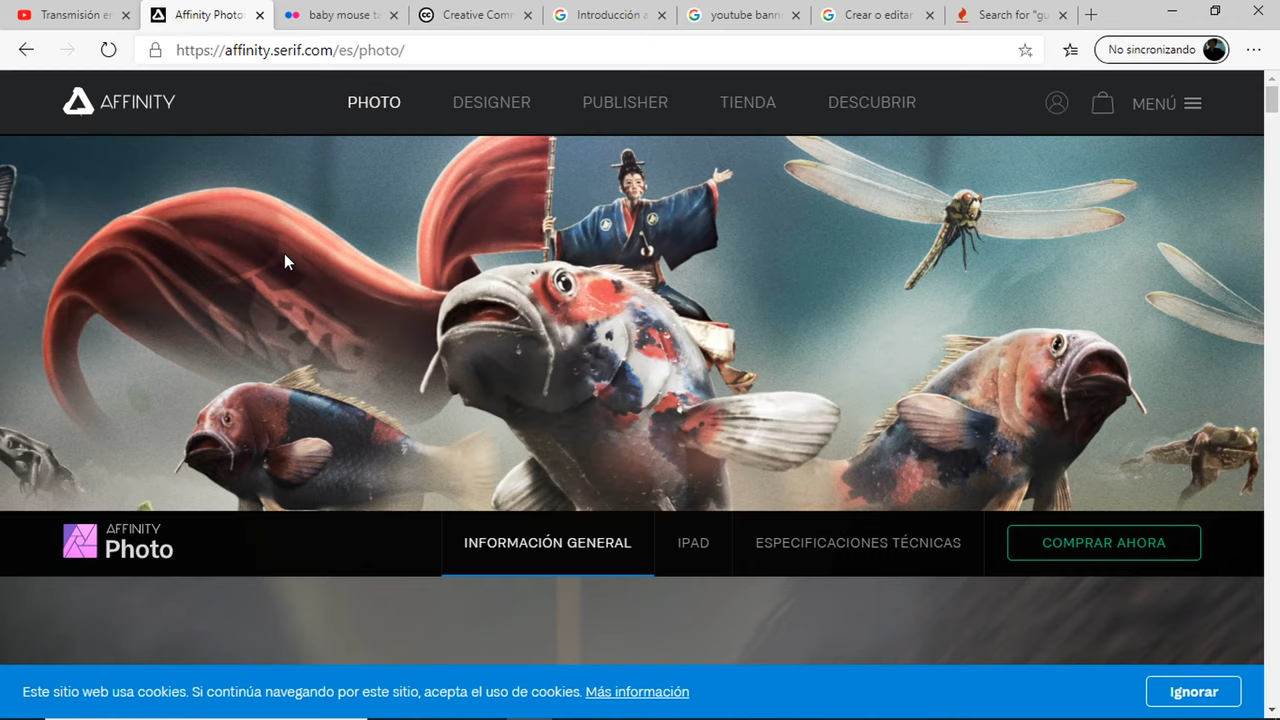 Transmisión e
Affinity Photo:
baby mouse ta
Creative Comm
Introducción a
youtube bann
Crear o editar
Search for "gu
https://affinity.serif.com/es/photo/
No sincronizando
AFFINITY
PHOTO
DESIGNER
PUBLISHER
TIENDA
DESCUBRIR
MENÚ
AFFINITY
Photo
INFORMACIÓN GENERAL
IPAD
ESPECIFICACIONES TÉCNICAS
COMPRAR AHORA
Este sitio web usa cookies. Si continúa navegando por este sitio, acepta el uso de cookies. Más información
Ignorar